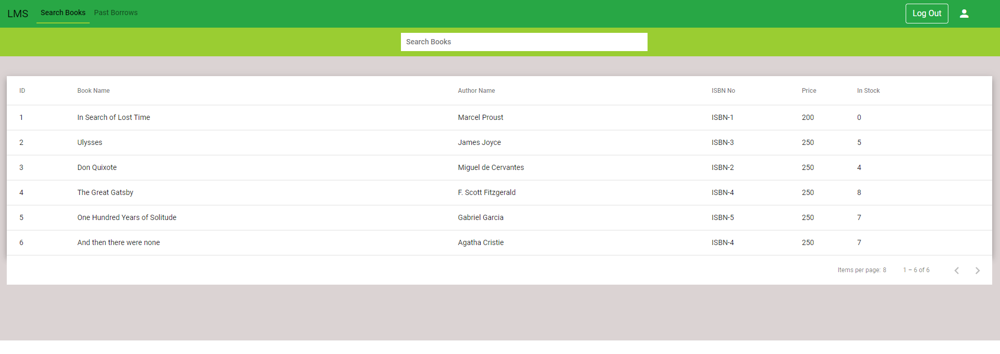 LMS Search Books Past Borrows Log Out
Search Books
ID Book Name Author Name ISBN No Price In Stock
1 In Search of Lost Time Marcel Proust ISBN-1 200 0
2 Ulysses James Joyce ISBN-3 250 5
3 Don Quixote Miguel de Cervantes ISBN-2 250 4
4 The Great Gatsby F. Scott Fitzgerald ISBN-4 250 8
5 One Hundred Years of Solitude Gabriel Garcia ISBN-5 250 7
6 And then there were none Agatha Cristie ISBN-4 250 7
Items per page: 8 1 – 6 of 6